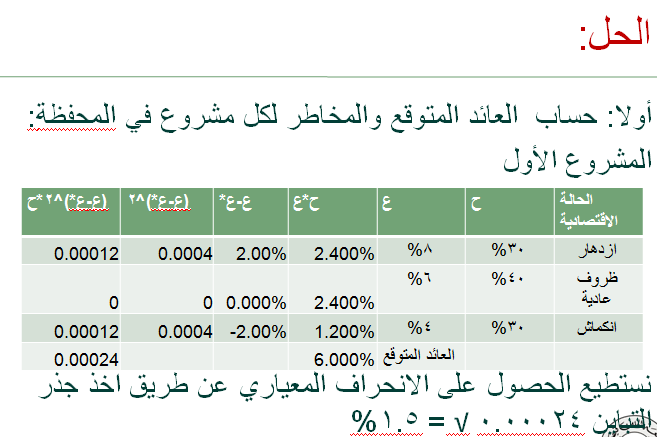 الحل:
أولا: حساب العائد المتوقع والمخاطر لكل مشروع في المحفظة:
المشروع الأول
الحالة الاقتصادية ح ع ح*ع ع-ع* (ع-ع*)^٢ (ع-ع*)^٢*ح
ازدهار ٣٠% ٨% 2.400% 2.00% 0.0004 0.00012
ظروف عادية ٤٠% ٦% 2.400% 0.000% 0 0
انكماش ٣٠% ٤% 1.200% -2.00% 0.0004 0.00012
العائد المتوقع 6.000% 0.00024
نستطيع الحصول على الانحراف المعياري عن طريق اخذ جذر
التباين ٠.٠٠٠٢٤ √ = ١.٥%